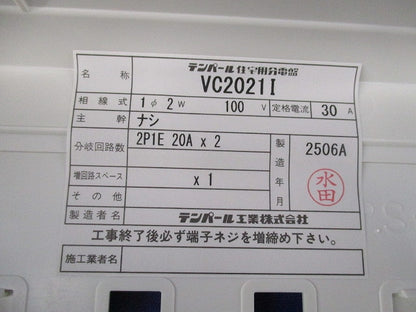 テンパール住宅用分電盤
名称 VC2021I
相線式 1φ2W 100V 定格電流 30A
主幹 ナシ
分岐回路数 2P1E 20A x 2
増回路スペース x 1
その他
製造年月 2506A
水田
製造者名 テンパール工業株式会社
工事終了後必ず端子ネジを増締め下さい。
施工業者名